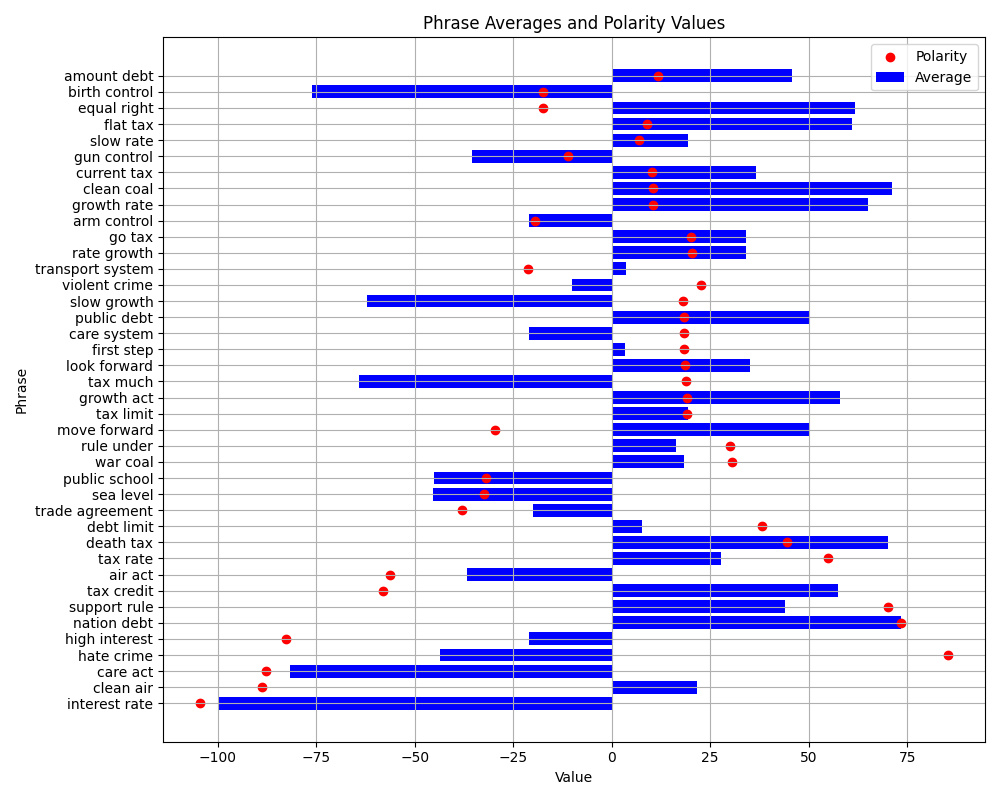 Phrase Averages and Polarity Values
Polarity
Average
amount debt
birth control
equal right
flat tax
slow rate
gun control
current tax
clean coal
growth rate
arm control
go tax
rate growth
transport system
violent crime
slow growth
public debt
care system
first step
look forward
tax much
growth act
tax limit
move forward
rule under
war coal
public school
sea level
trade agreement
debt limit
death tax
tax rate
air act
tax credit
support rule
nation debt
high interest
hate crime
care act
clean air
interest rate
Phrase
−100 −75 −50 −25 0 25 50 75
Value